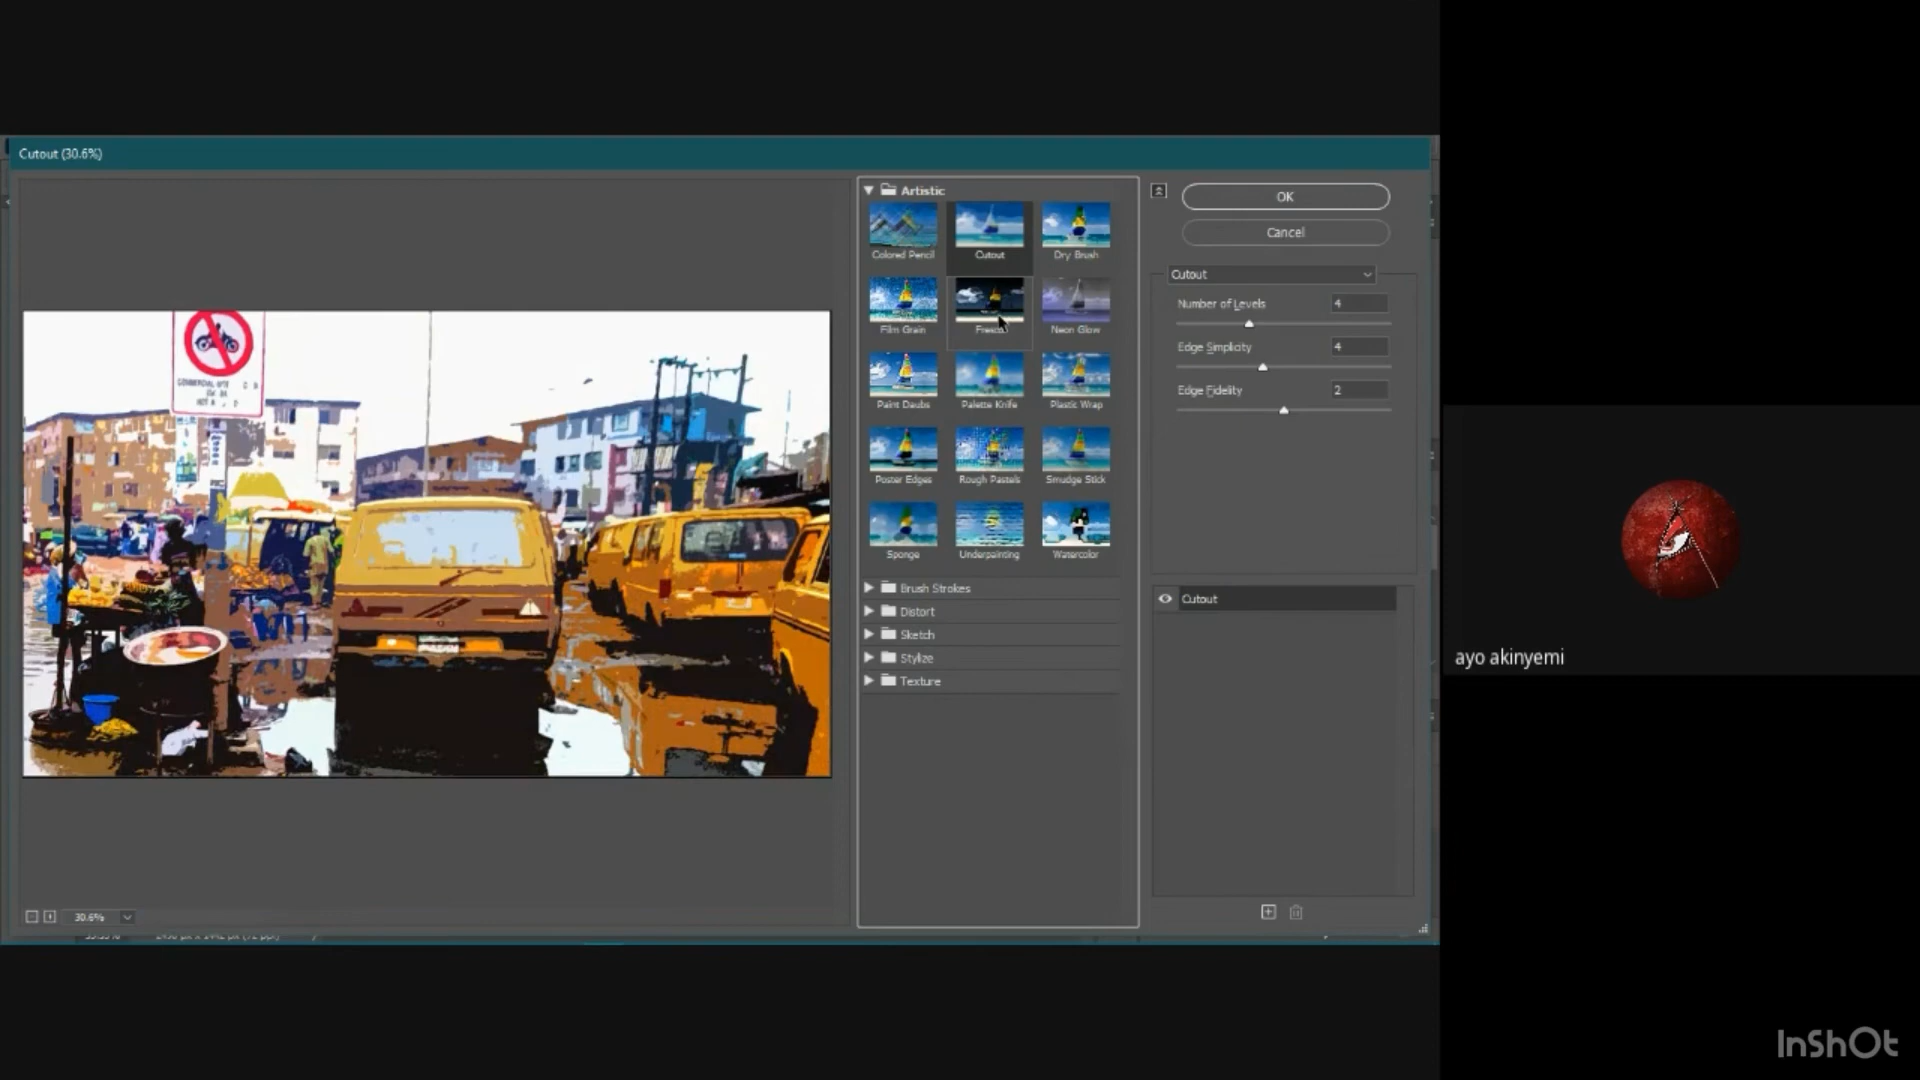 Cutout (30.6%)
Artistic
Colored Pencil
Cutout
Dry Brush
Film Grain
Fresco
Neon Glow
Paint Daubs
Palette Knife
Plastic Wrap
Poster Edges
Rough Pastels
Smudge Stick
Sponge
Underpainting
Watercolor
Brush Strokes
Distort
Sketch
Stylize
Texture
OK
Cancel
Cutout
Number of Levels 4
Edge Simplicity 4
Edge Fidelity 2
Cutout
30.6%
ayo akinyemi
InShOt